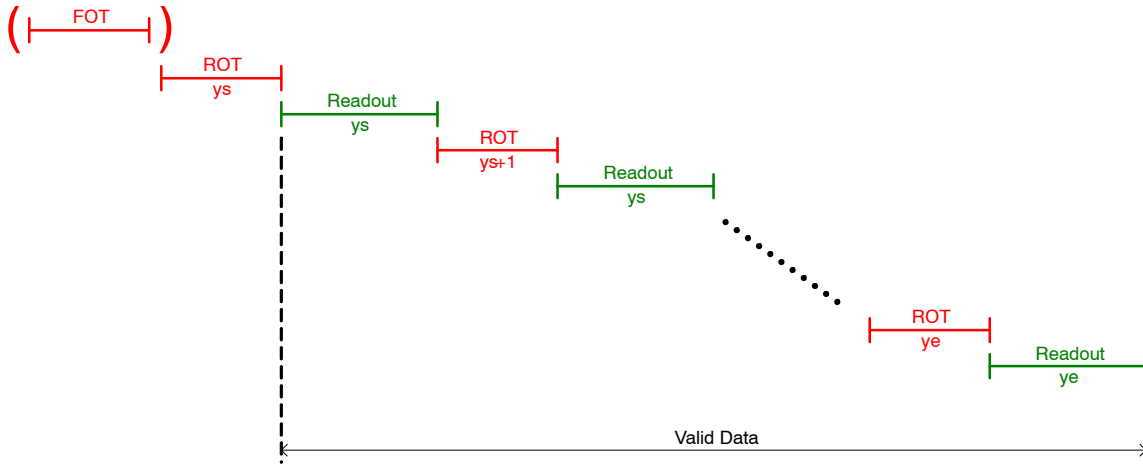 ( FOT )
ROT
ys
Readout
ys
ROT
ys+1
Readout
ys
ROT
ye
Readout
ye
Valid Data